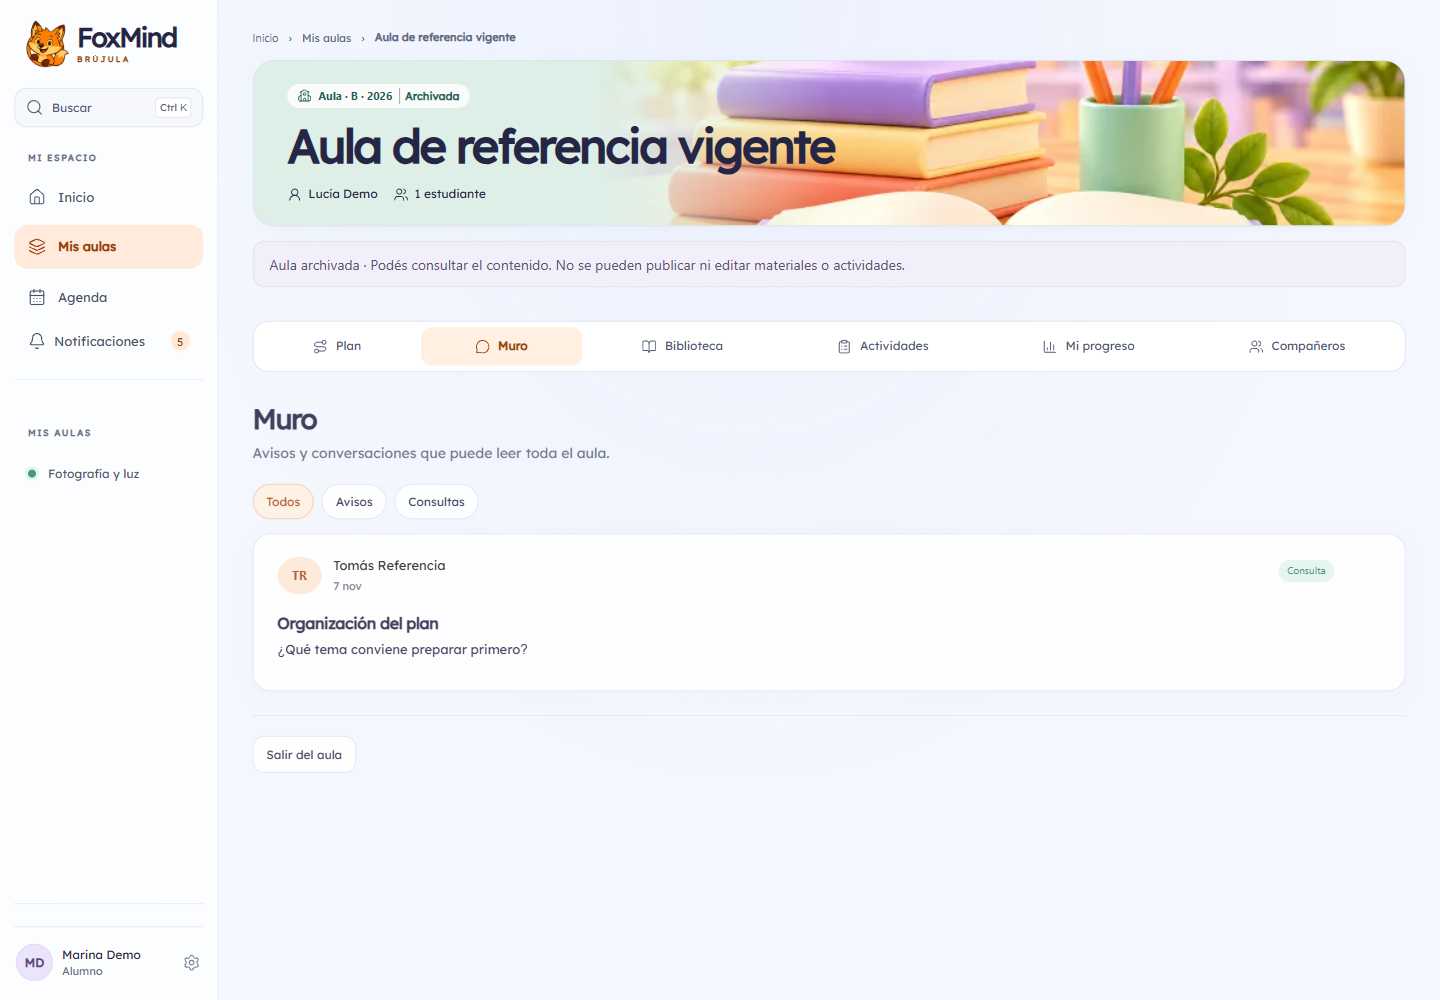 FoxMind
BRÚJULA
Buscar
Ctrl K
MI ESPACIO
Inicio
Mis aulas
Agenda
Notificaciones 5
MIS AULAS
Fotografía y luz
MD
Marina Demo
Alumno
Inicio › Mis aulas › Aula de referencia vigente
Aula · B · 2026 | Archivada
Aula de referencia vigente
Lucía Demo 1 estudiante
Aula archivada · Podés consultar el contenido. No se pueden publicar ni editar materiales o actividades.
Plan Muro Biblioteca Actividades Mi progreso Compañeros
Muro
Avisos y conversaciones que puede leer toda el aula.
Todos Avisos Consultas
TR
Tomás Referencia
7 nov
Consulta
Organización del plan
¿Qué tema conviene preparar primero?
Salir del aula